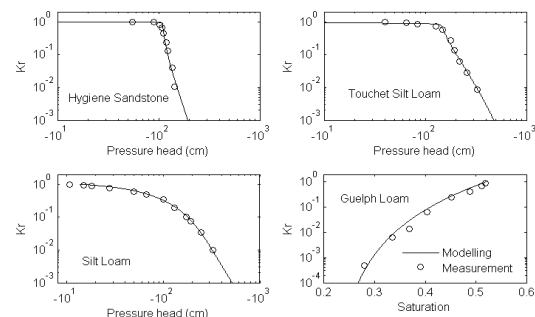 10^0
10^-1
10^-2
10^-3
Kr
Hygiene Sandstone
-10^1
-10^2
-10^3
Pressure head (cm)
10^0
10^-1
10^-2
10^-3
Kr
Touchet Silt Loam
-10^1
-10^2
-10^3
Pressure head (cm)
10^0
10^-1
10^-2
10^-3
Kr
Silt Loam
-10^1
-10^2
-10^3
Pressure head (cm)
10^0
10^-1
10^-2
10^-3
10^-4
Kr
Guelph Loam
Modelling
Measurement
0.2
0.3
0.4
0.5
0.6
Saturation